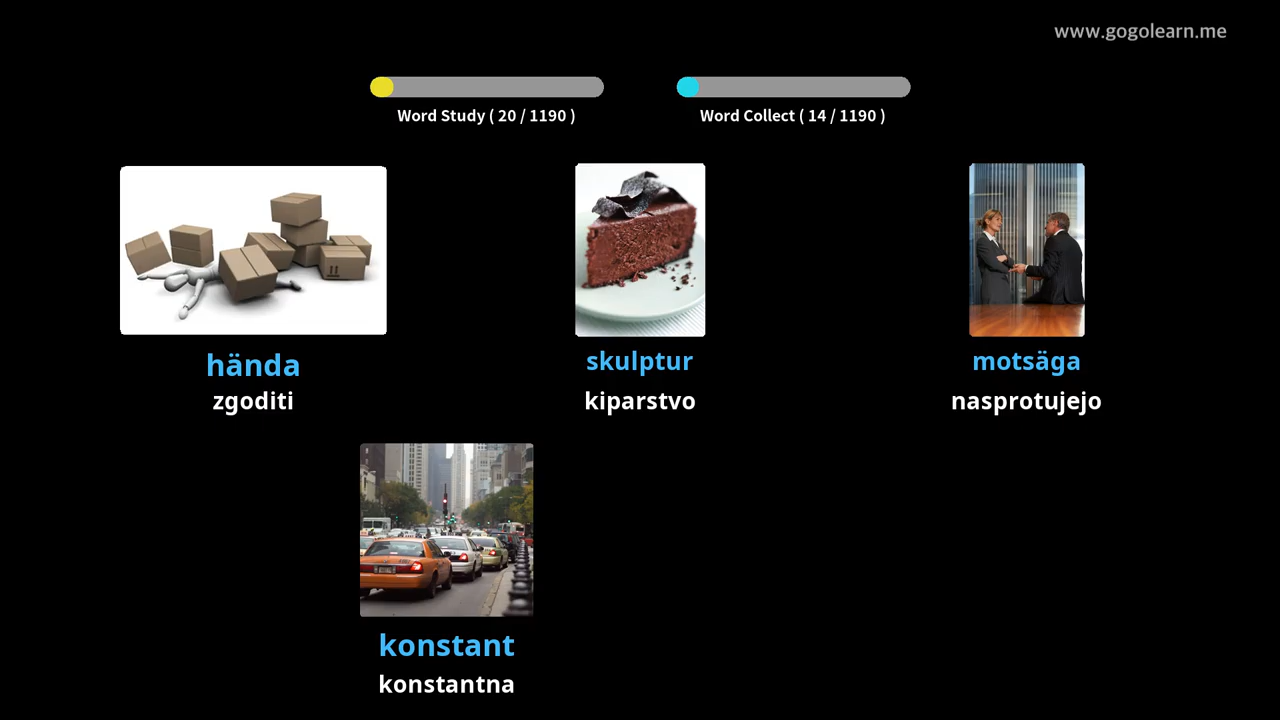 www.gogolearn.me
Word Study ( 20 / 1190 )
Word Collect ( 14 / 1190 )
hända
zgoditi
skulptur
kiparstvo
motsäga
nasprotujejo
konstant
konstantna